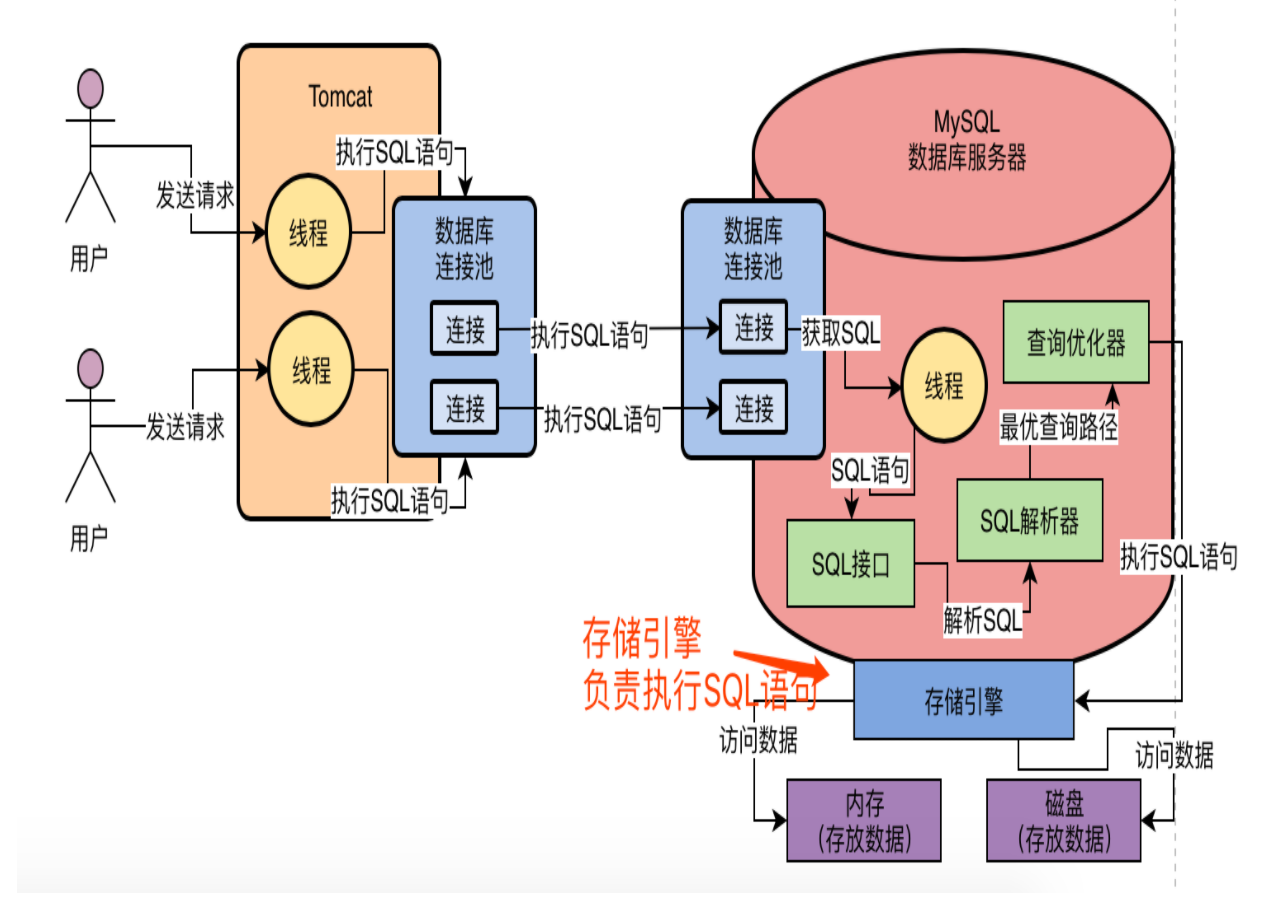 Tomcat
MySQL
数据库服务器
执行SQL语句
发送请求
线程
用户
数据库
连接池
数据库
连接池
连接
执行SQL语句
连接
获取SQL
线程
查询优化器
线程
发送请求
连接
执行SQL语句
连接
最优查询路径
SQL语句
执行SQL语句
用户
SQL解析器
SQL接口
执行SQL语句
解析SQL
存储引擎
负责执行SQL语句
存储引擎
访问数据
访问数据
内存
(存放数据)
磁盘
(存放数据)